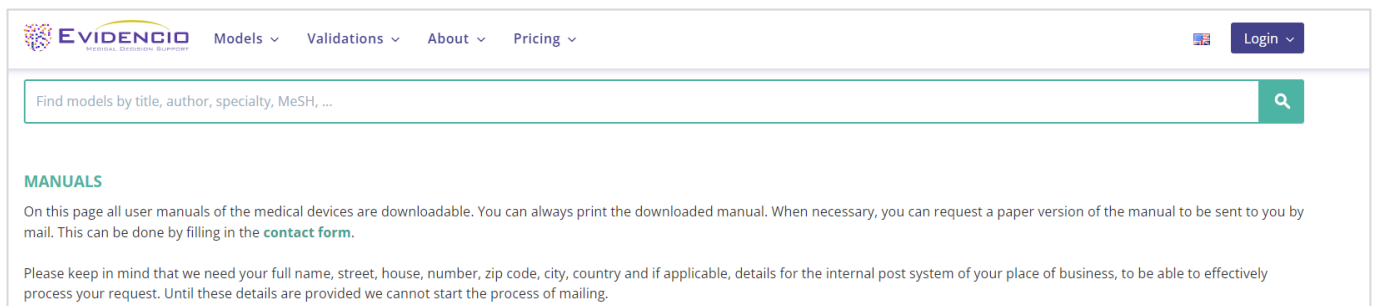 EVIDENCIO Models Validations About Pricing Login
MEDICAL DECISION SUPPORT
Find models by title, author, specialty, MeSH, ...
MANUALS
On this page all user manuals of the medical devices are downloadable. You can always print the downloaded manual. When necessary, you can request a paper version of the manual to be sent to you by
mail. This can be done by filling in the contact form.
Please keep in mind that we need your full name, street, house, number, zip code, city, country and if applicable, details for the internal post system of your place of business, to be able to effectively
process your request. Until these details are provided we cannot start the process of mailing.